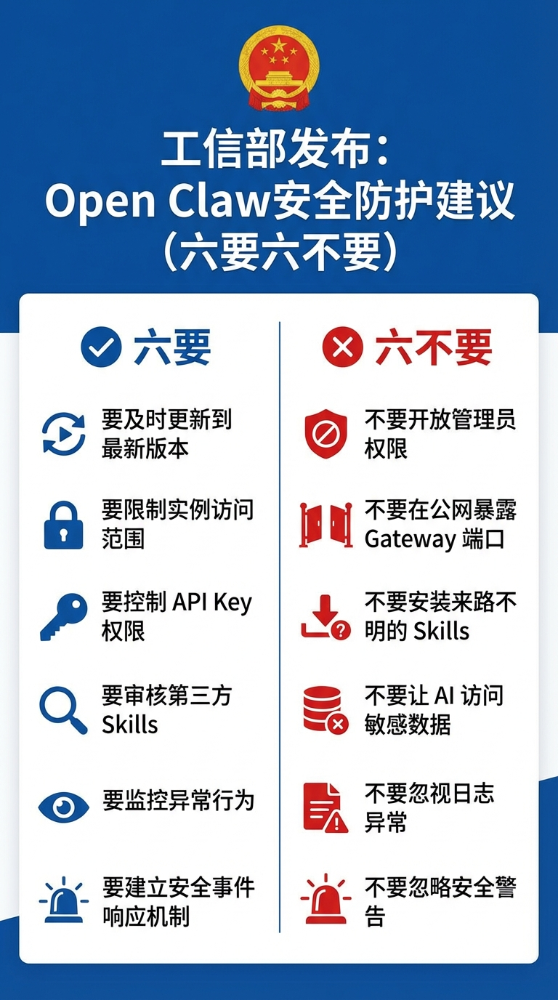 工信部发布：
Open Claw安全防护建议
（六要六不要）
六要
要及时更新到
最新版本
要限制实例访问
范围
要控制 API Key
权限
要审核第三方
Skills
要监控异常行为
要建立安全事件
响应机制
六不要
不要开放管理员
权限
不要在公网暴露
Gateway 端口
不要安装来路不
明的 Skills
不要让 AI 访问
敏感数据
不要忽视日志
异常
不要忽略安全警
告